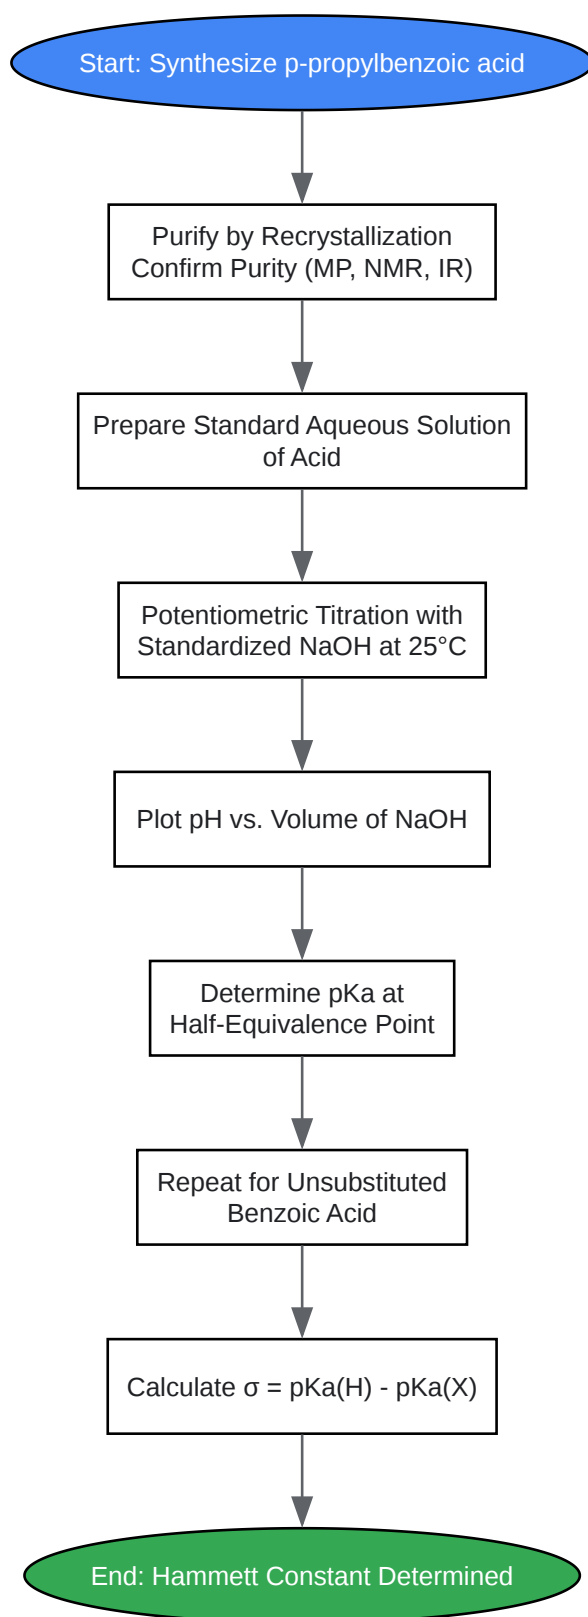 Start: Synthesize p-propylbenzoic acid
Purify by Recrystallization
Confirm Purity (MP, NMR, IR)
Prepare Standard Aqueous Solution
of Acid
Potentiometric Titration with
Standardized NaOH at 25°C
Plot pH vs. Volume of NaOH
Determine pKa at
Half-Equivalence Point
Repeat for Unsubstituted
Benzoic Acid
Calculate σ = pKa(H) - pKa(X)
End: Hammett Constant Determined